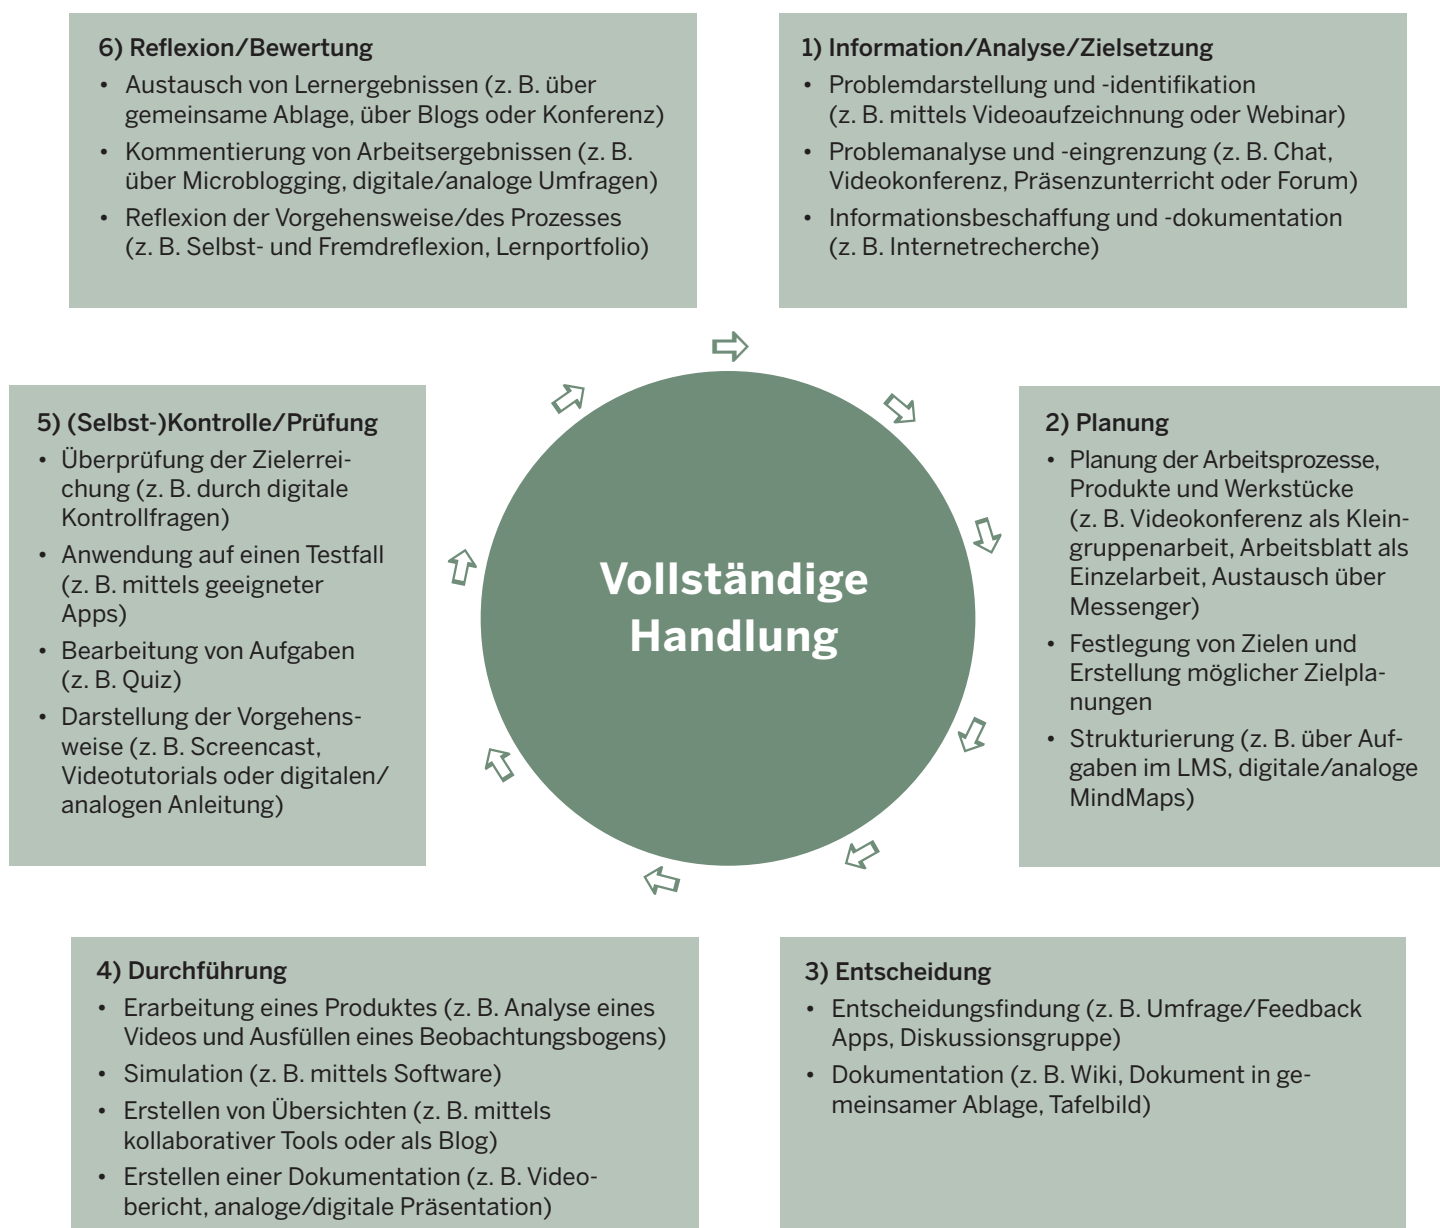 6) Reflexion/Bewertung
• Austausch von Lernergebnissen (z. B. über
gemeinsame Ablage, über Blogs oder Konferenz)
• Kommentierung von Arbeitsergebnissen (z. B.
über Microblogging, digitale/analoge Umfragen)
• Reflexion der Vorgehensweise/des Prozesses
(z. B. Selbst- und Fremdreflexion, Lernportfolio)
1) Information/Analyse/Zielsetzung
• Problemdarstellung und -identifikation
(z. B. mittels Videoaufzeichnung oder Webinar)
• Problemanalyse und -eingrenzung (z. B. Chat,
Videokonferenz, Präsenzunterricht oder Forum)
• Informationsbeschaffung und -dokumentation
(z. B. Internetrecherche)
5) (Selbst-)Kontrolle/Prüfung
• Überprüfung der Zielerrei-
chung (z. B. durch digitale
Kontrollfragen)
• Anwendung auf einen Testfall
(z. B. mittels geeigneter
Apps)
• Bearbeitung von Aufgaben
(z. B. Quiz)
• Darstellung der Vorgehens-
weise (z. B. Screencast,
Videotutorials oder digitalen/
analogen Anleitung)
Vollständige
Handlung
2) Planung
• Planung der Arbeitsprozesse,
Produkte und Werkstücke
(z. B. Videokonferenz als Klein-
gruppenarbeit, Arbeitsblatt als
Einzelarbeit, Austausch über
Messenger)
• Festlegung von Zielen und
Erstellung möglicher Zielpla-
nungen
• Strukturierung (z. B. über Auf-
gaben im LMS, digitale/analoge
MindMaps)
4) Durchführung
• Erarbeitung eines Produktes (z. B. Analyse eines
Videos und Ausfüllen eines Beobachtungsbogens)
• Simulation (z. B. mittels Software)
• Erstellen von Übersichten (z. B. mittels
kollaborativer Tools oder als Blog)
• Erstellen einer Dokumentation (z. B. Video-
bericht, analoge/digitale Präsentation)
3) Entscheidung
• Entscheidungsfindung (z. B. Umfrage/Feedback
Apps, Diskussionsgruppe)
• Dokumentation (z. B. Wiki, Dokument in ge-
meinsamer Ablage, Tafelbild)